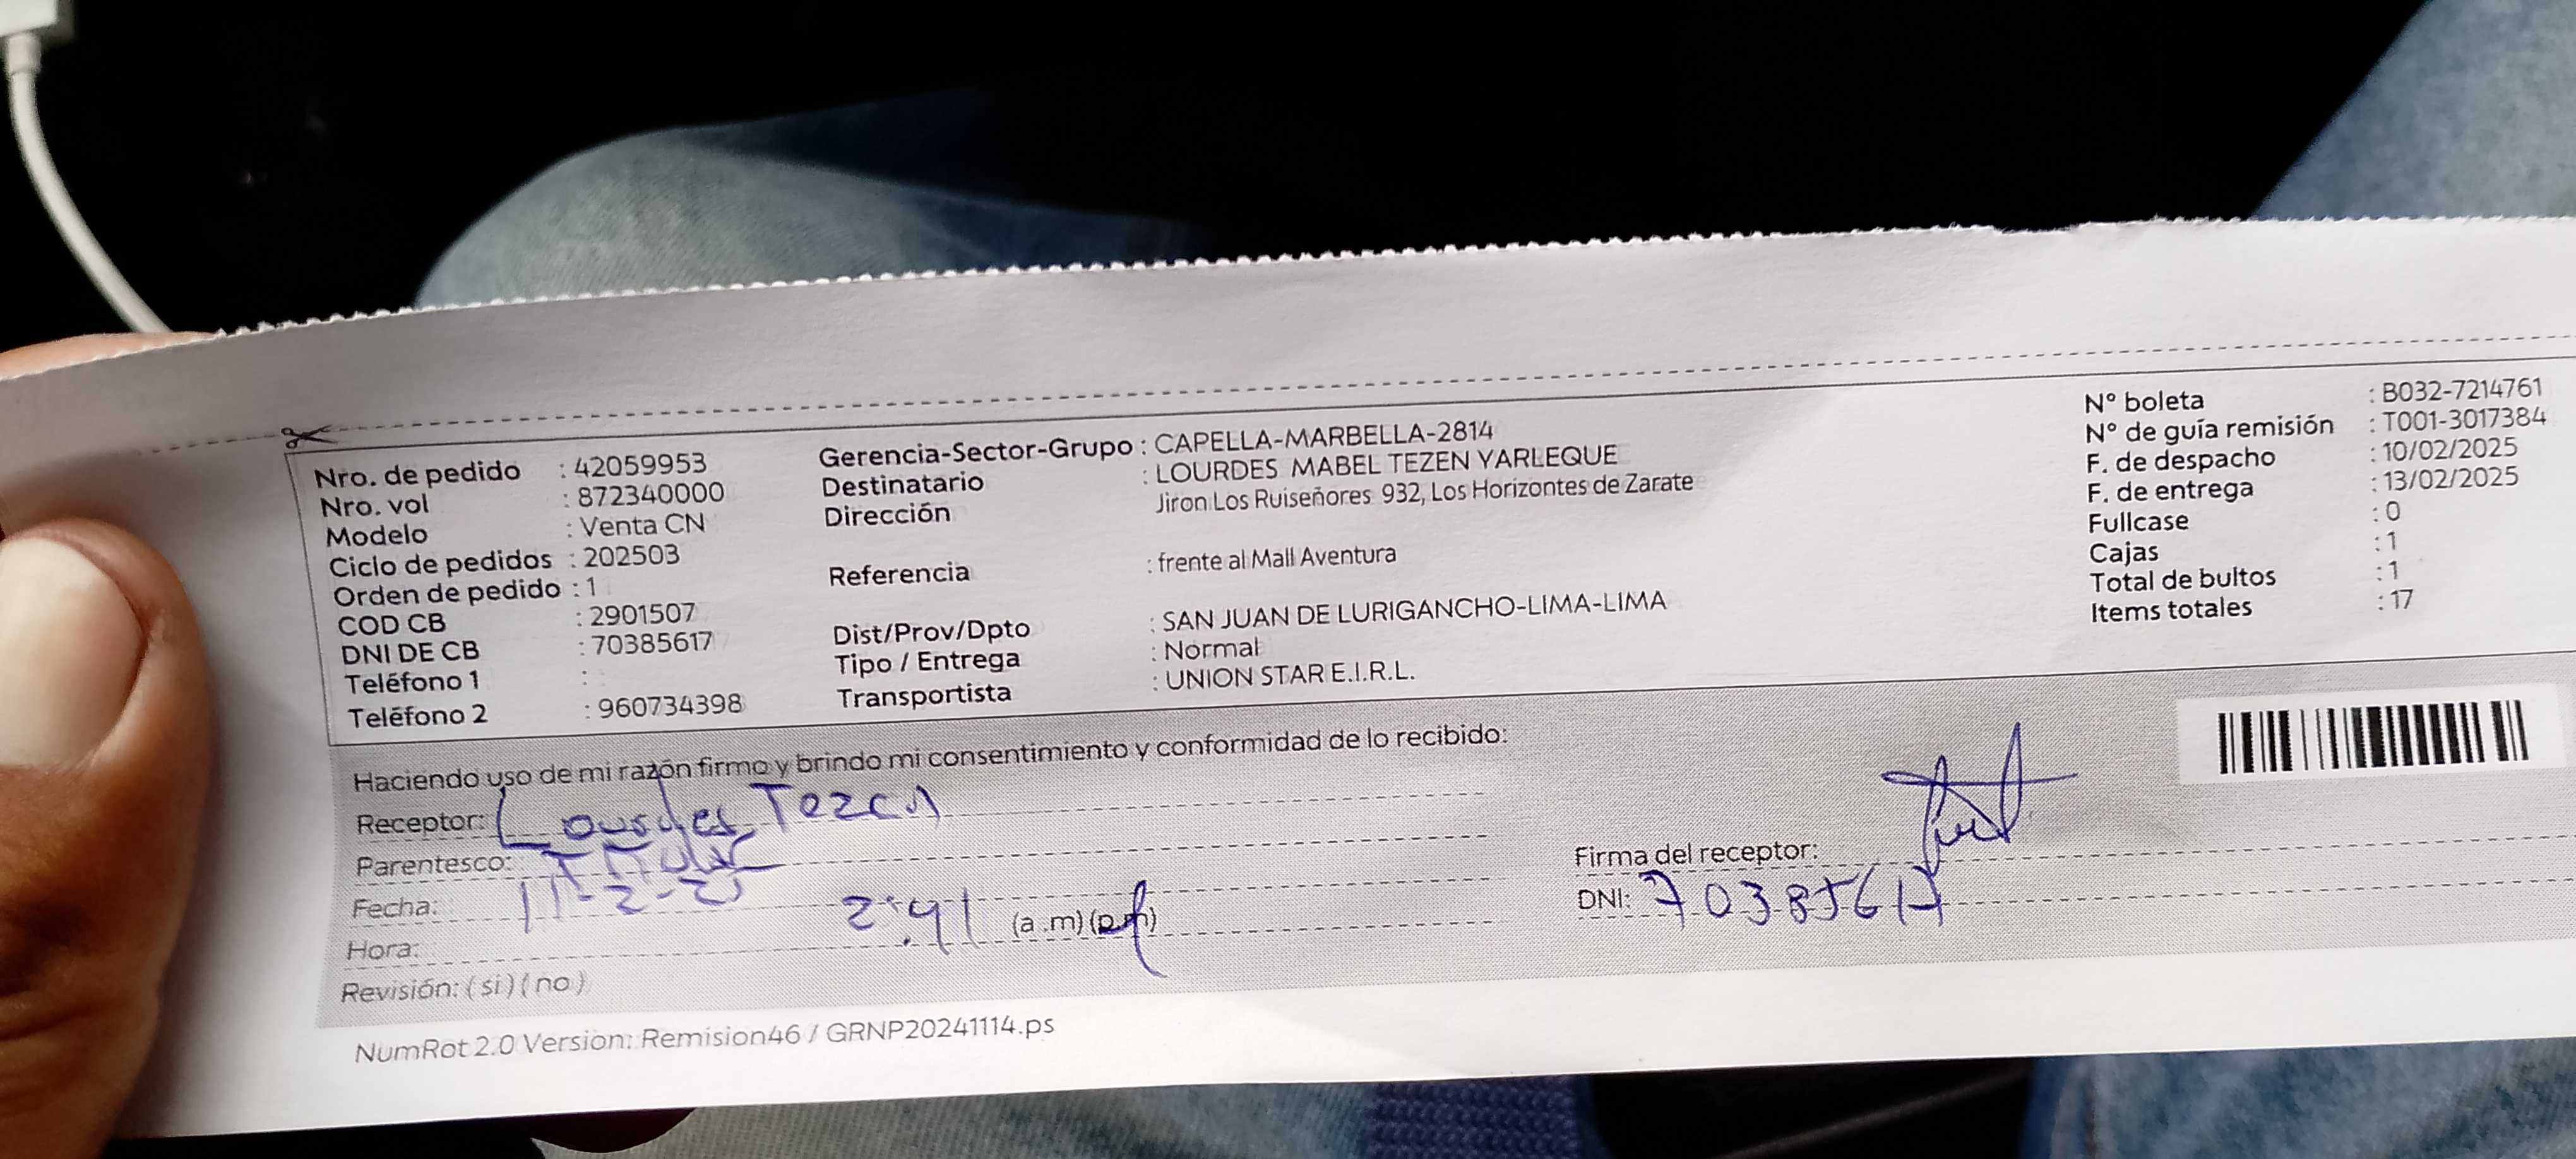 Nro. de pedido : 42059953
Nro. vol : 872340000
Modelo : Venta CN
Ciclo de pedidos : 202503
Orden de pedido : 1
COD CB : 2901507
DNI DE CB : 70385617
Teléfono 1 :
Teléfono 2 : 960734398
Gerencia-Sector-Grupo : CAPELLA-MARBELLA-2814
Destinatario : LOURDES MABEL TEZEN YARLEQUE
Dirección Jiron Los Ruiseñores 932, Los Horizontes de Zarate
Referencia : frente al Mall Aventura
Dist/Prov/Dpto : SAN JUAN DE LURIGANCHO-LIMA-LIMA
Tipo / Entrega : Normal
Transportista : UNION STAR E.I.R.L.
N° boleta : B032-7214761
N° de guía remisión : T001-3017384
F. de despacho : 10/02/2025
F. de entrega : 13/02/2025
Fullcase : 0
Cajas : 1
Total de bultos : 1
Items totales : 17
Haciendo uso de mi razón firmo y brindo mi consentimiento y conformidad de lo recibido:
Receptor: Lourdes Tezen
Parentesco: Titular
Fecha: 11-2-25
Hora: 2:41 (a.m) (p.m)
Revisión: (si) (no)
Firma del receptor:
DNI: 70385617
NumRot 2.0 Version: Remision46 / GRNP20241114.ps